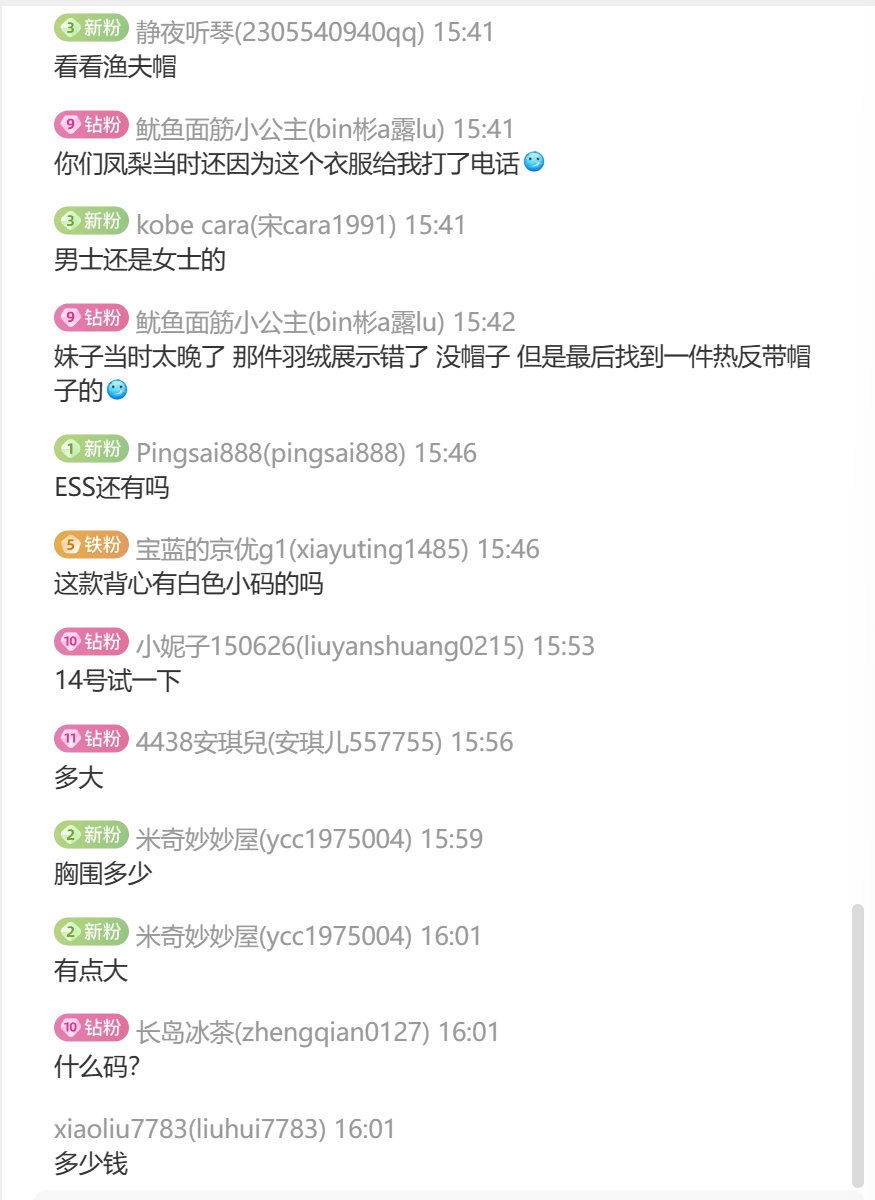 3 新粉 静夜听琴(2305540940qq) 15:41
看看渔夫帽
9 钻粉 鱿鱼面筋小公主(bin彬a露lu) 15:41
你们凤梨当时还因为这个衣服给我打了电话
3 新粉 kobe cara(宋cara1991) 15:41
男士还是女士的
9 钻粉 鱿鱼面筋小公主(bin彬a露lu) 15:42
妹子当时太晚了 那件羽绒展示错了 没帽子 但是最后找到一件热反带帽
子的
1 新粉 Pingsai888(pingsai888) 15:46
ESS还有吗
5 铁粉 宝蓝的京优g1(xiayuting1485) 15:46
这款背心有白色小码的吗
10 钻粉 小妮子150626(liuyanshuang0215) 15:53
14号试一下
11 钻粉 4438安琪兒(安琪儿557755) 15:56
多大
2 新粉 米奇妙妙屋(ycc1975004) 15:59
胸围多少
2 新粉 米奇妙妙屋(ycc1975004) 16:01
有点大
10 钻粉 长岛冰茶(zhengqian0127) 16:01
什么码?
xiaoliu7783(liuhui7783) 16:01
多少钱